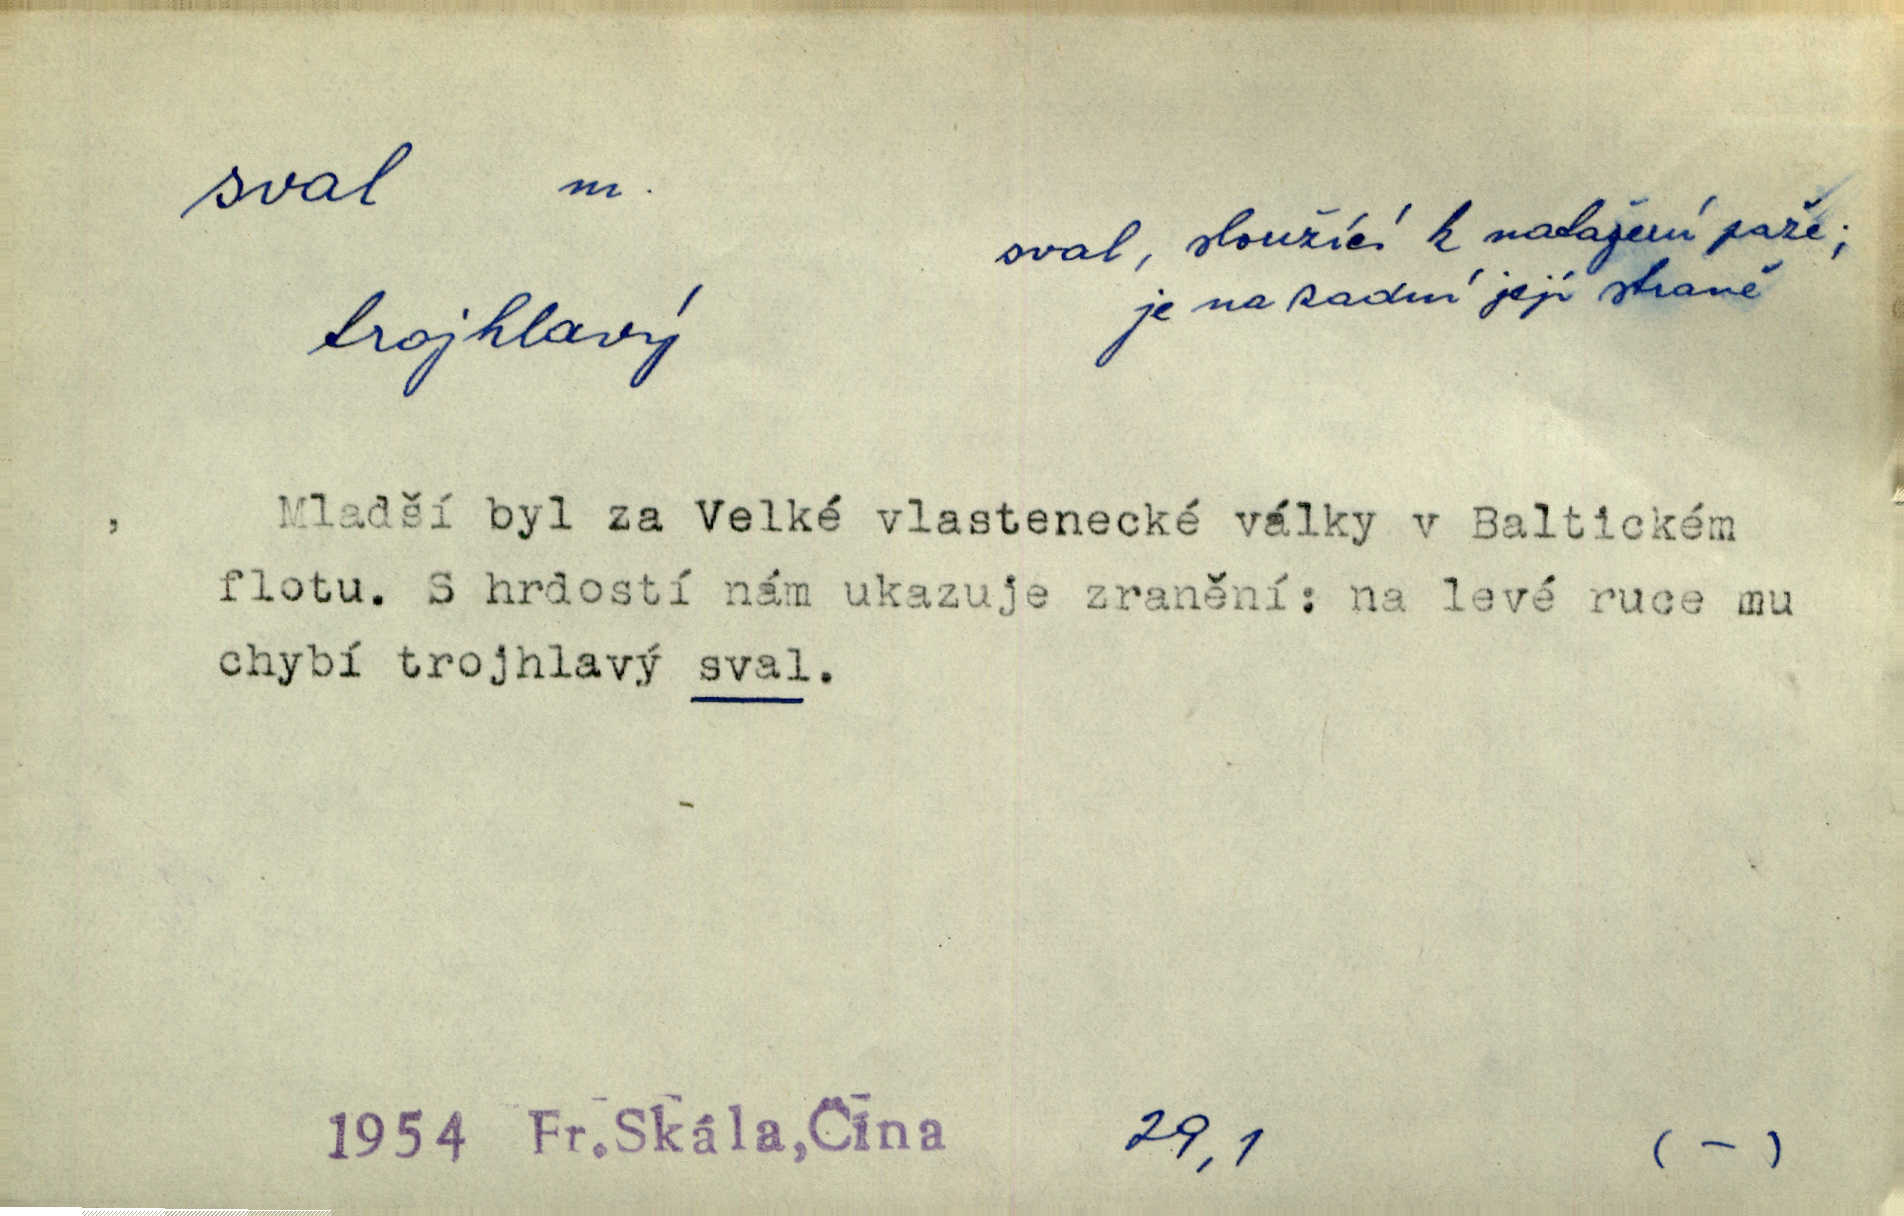 sval m.
sval, sloužící k natažení paže;
je na zadní její straně
trojhlavý
Mladší byl za Velké vlastenecké války v Baltickém
flotu. S hrdostí nám ukazuje zranění: na levé ruce mu
chybí trojhlavý sval.
1954 Fr.Skála,Čína 29,1 (-)